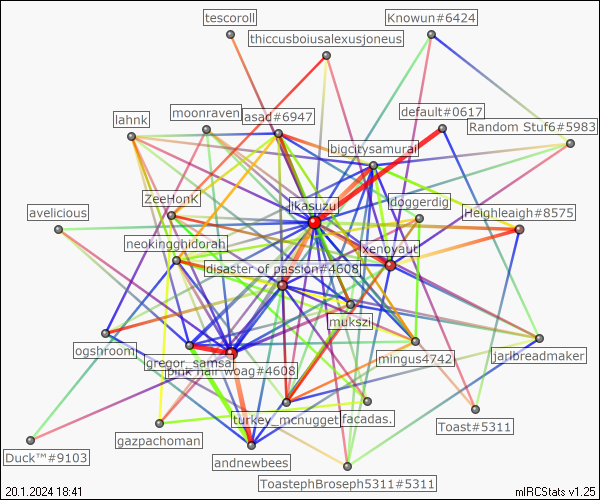 tescoroll
Knowun#6424
thiccusboiusalexusjoneus
lahnk
moonraven
asad#6947
default#0617
Random Stuf6#5983
bigcitysamurai
ZeeHonK
ikasuzu
doggerdig
avelicious
Heighleigh#8575
neokingghidorah
xenoyaut
disaster of passion#4608
mukszi
ogshroom
gregor_samsa
mingus4742
jarlbreadmaker
pink hair woag#4608
turkey_mcnugget
facadas.
Toast#5311
gazpachoman
Duck™#9103
andnewbees
ToastephBroseph5311#5311
20.1.2024 18:41
mIRCStats v1.25